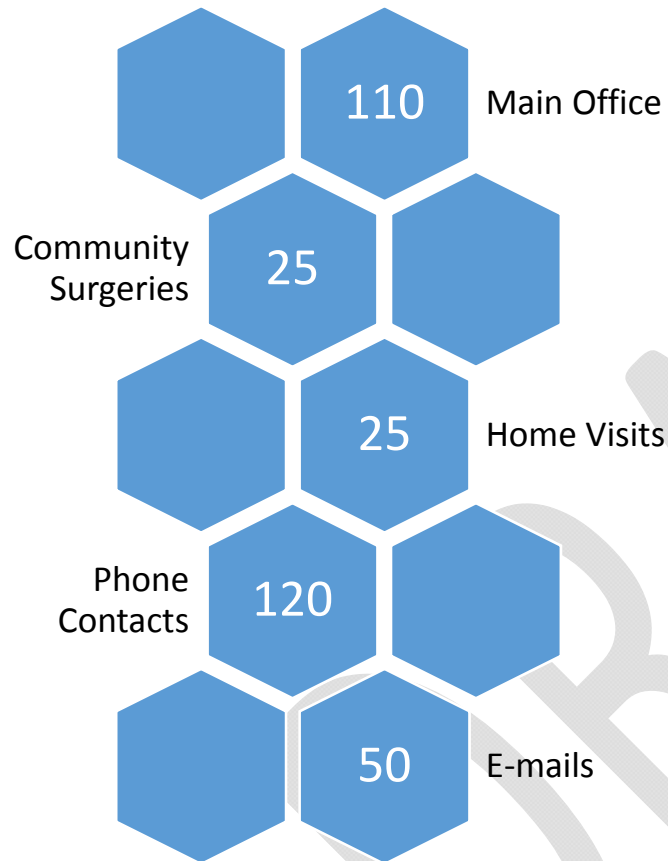 110 Main Office
Community
Surgeries
25
25 Home Visits
Phone
Contacts
120
50 E-mails